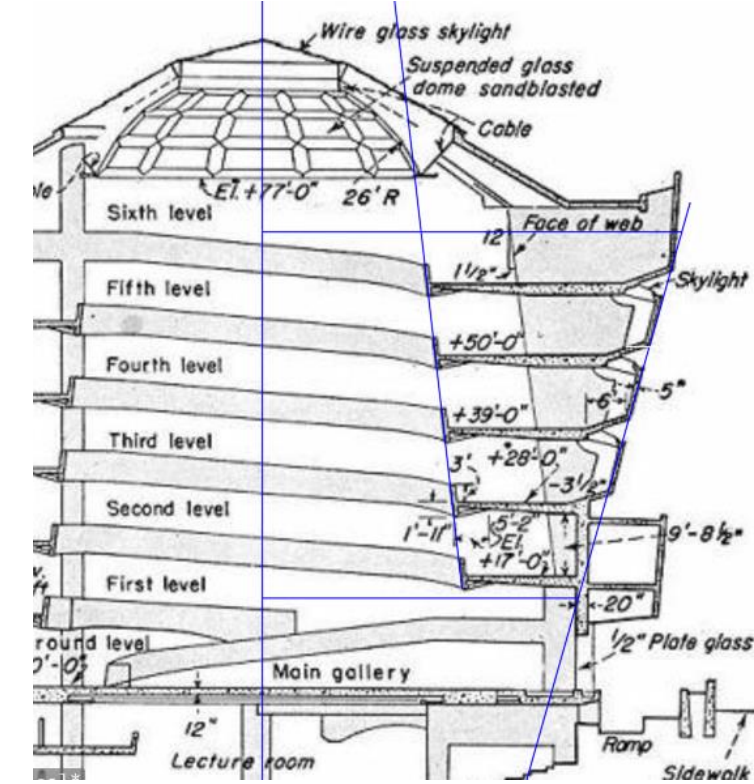 Wire glass skylight
Suspended glass
dome sandblasted
Cable
El. +77'-0"
26' R
Sixth level
12"
Face of web
1 1/2"
Skylight
Fifth level
+50'-0"
Fourth level
5"
6'
+39'-0"
Third level
3'
+28'-0"
3 1/2"
Second level
1'-11"
5'-2"
El.
+17'-0"
9'-8 1/2"
First level
20"
round level
0'-0"
1/2" Plate glass
Main gallery
12"
Lecture room
Ramp
Sidewalk